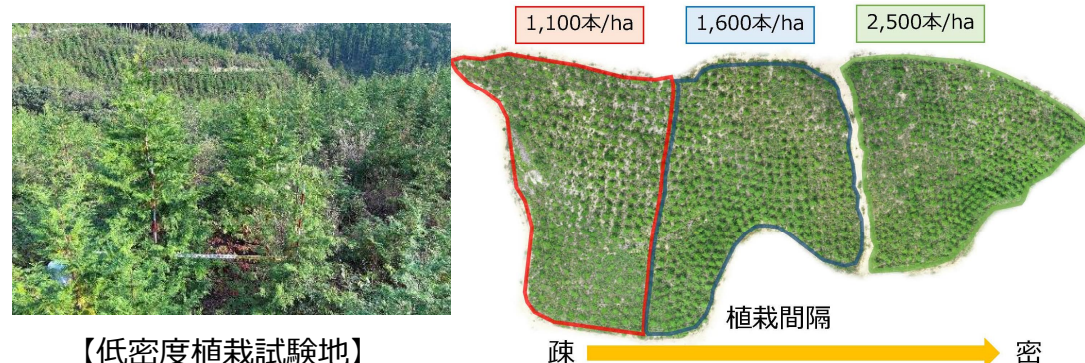 1,100本/ha
1,600本/ha
2,500本/ha
植栽間隔
【低密度植栽試験地】
疎
密